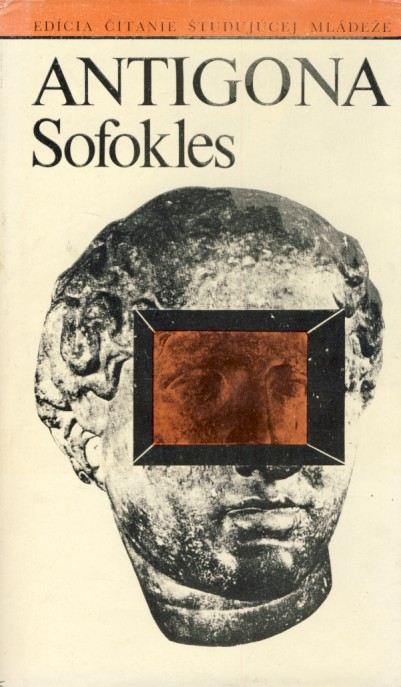 EDÍCIA ČÍTANIE ŠTUDUJÚCEJ MLÁDEŽE
ANTIGONA
Sofokles